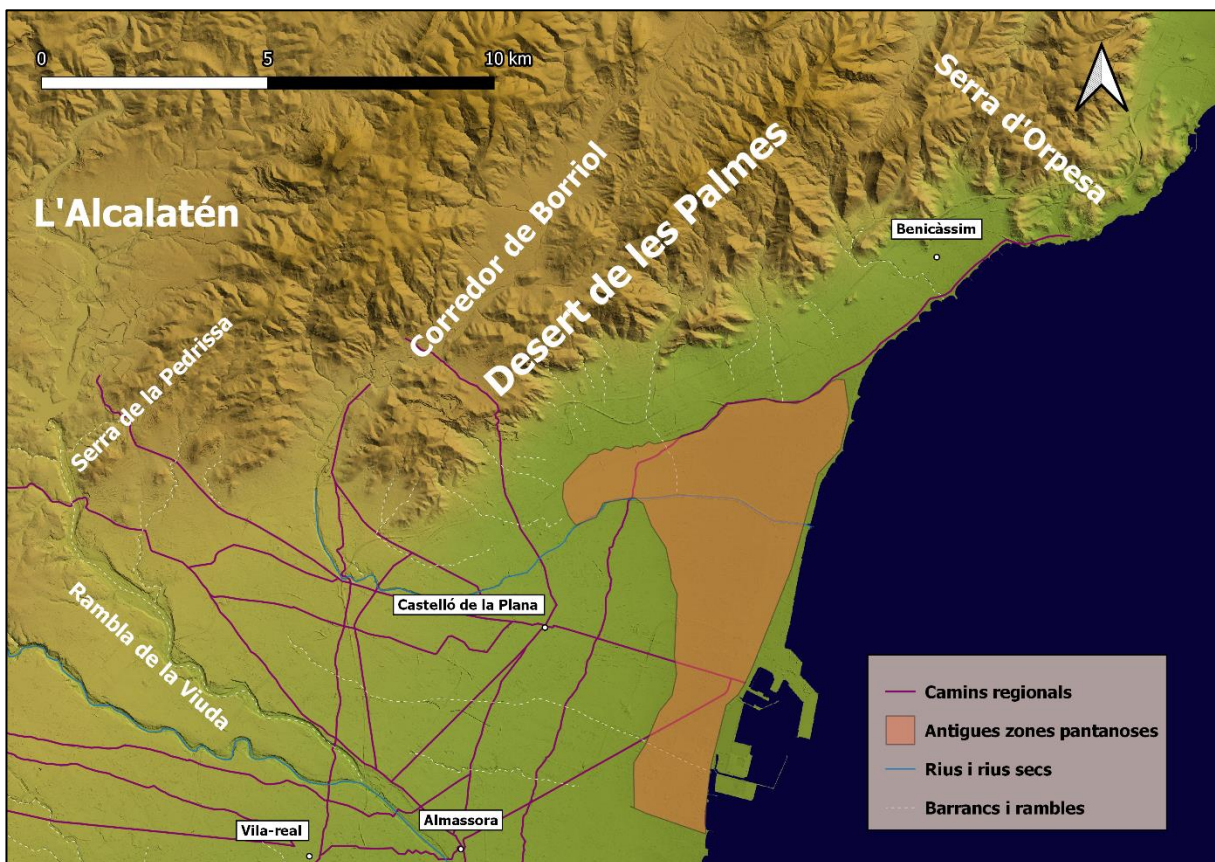 0 5 10 km
Serra d'Orpesa
L'Alcalatén
Corredor de Borriol
Desert de les Palmes
Benicàssim
Serra de la Pedrissa
Castelló de la Plana
Rambla de la Viuda
Camins regionals
Antigues zones pantanoses
Rius i rius secs
Barrancs i rambles
Almassora
Vila-real